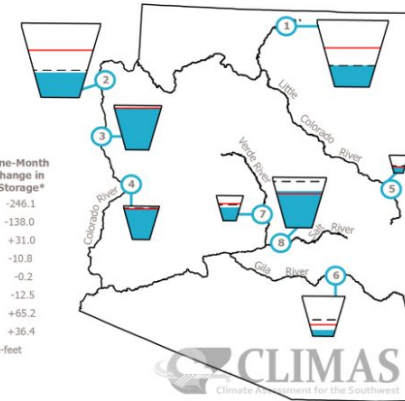 1
2
3
4
5
6
7
8
Little
Colorado
River
Colorado River
Verde River
Salt River
Gila River
ne-Month
hange in
Storage*
-246.1
-138.0
+31.0
-10.8
-0.2
-12.5
+65.2
+36.4
-feet
CLIMAS
Climate Assessment for the Southwest